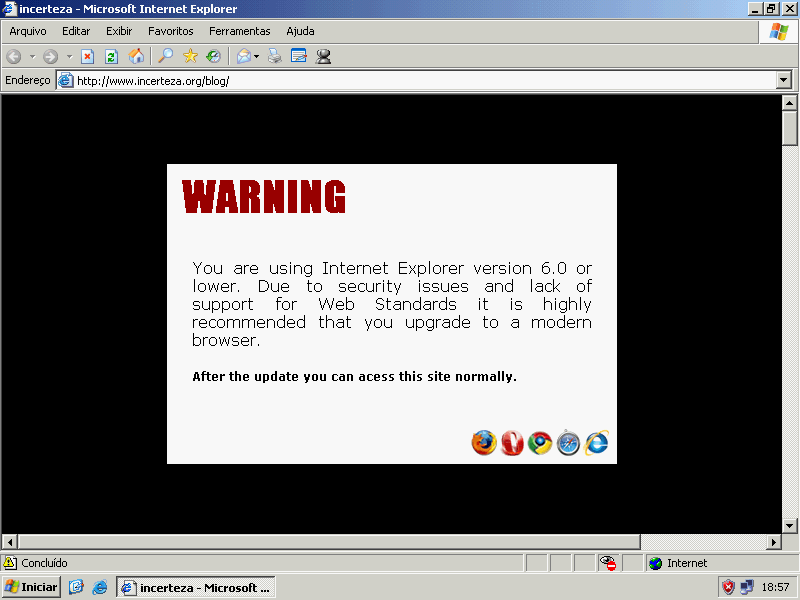 incerteza - Microsoft Internet Explorer
Arquivo Editar Exibir Favoritos Ferramentas Ajuda
Endereço http://www.incerteza.org/blog/
WARNING
You are using Internet Explorer version 6.0 or
lower. Due to security issues and lack of
support for Web Standards it is highly
recommended that you upgrade to a modern
browser.
After the update you can acess this site normally.
Concluído Internet
Iniciar incerteza - Microsoft ... 18:57